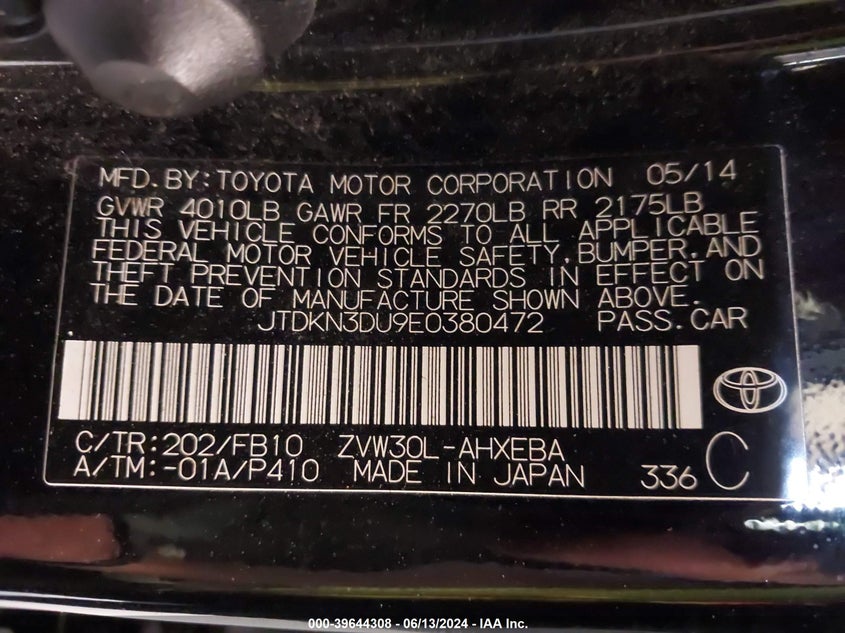 MFD.BY:TOYOTA MOTOR CORPORATION 05/14
GVWR 4010LB GAWR FR 2270LB RR 2175LB
THIS VEHICLE CONFORMS TO ALL APPLICABLE
FEDERAL MOTOR VEHICLE SAFETY, BUMPER, AND
THEFT PREVENTION STANDARDS IN EFFECT ON
THE DATE OF MANUFACTURE SHOWN ABOVE.
JTDKN3DU9E0380472 PASS.CAR
C/TR:202/FB10 ZVW30L-AHXEBA
A/TM:-01A/P410 MADE IN JAPAN 336 C
000-39644308 - 06/13/2024 - IAA Inc.